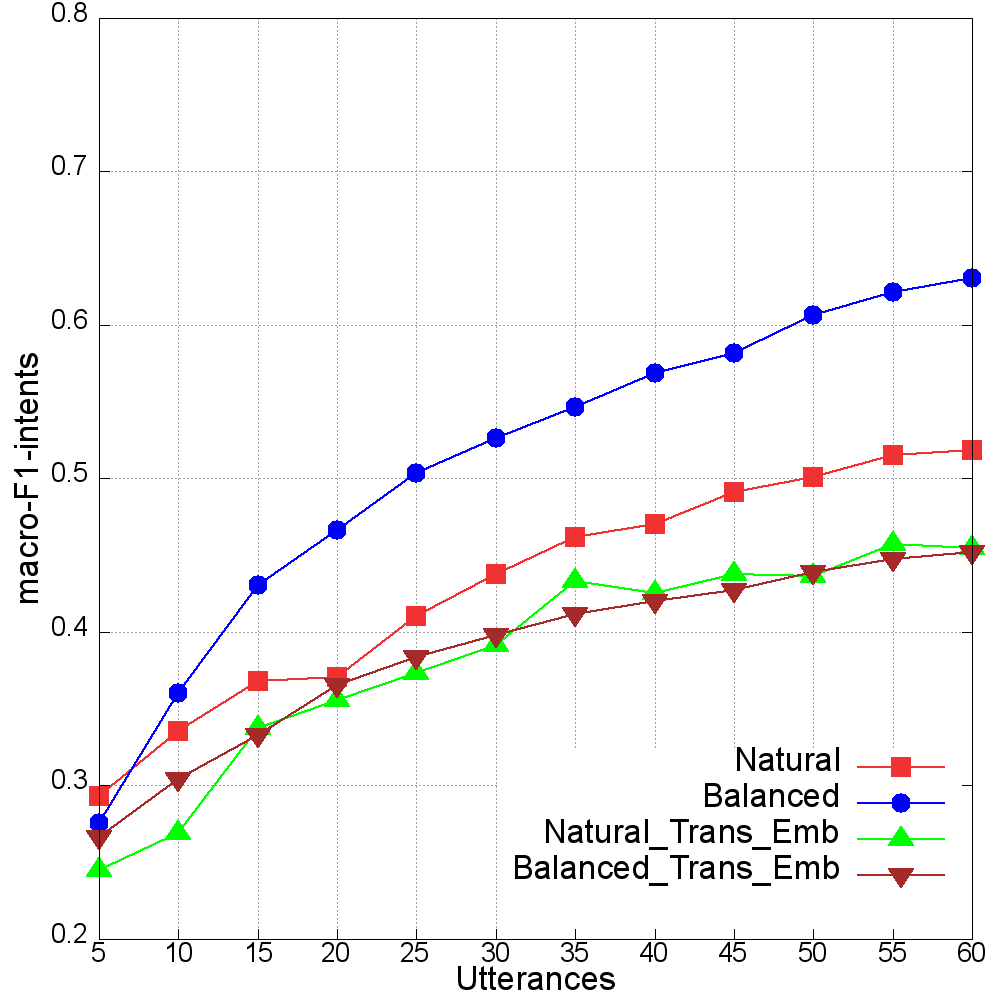 0.8
0.7
0.6
0.5
0.4
0.3
0.2
macro-F1-intents
Natural
Balanced
Natural_Trans_Emb
Balanced_Trans_Emb
5 10 15 20 25 30 35 40 45 50 55 60
Utterances